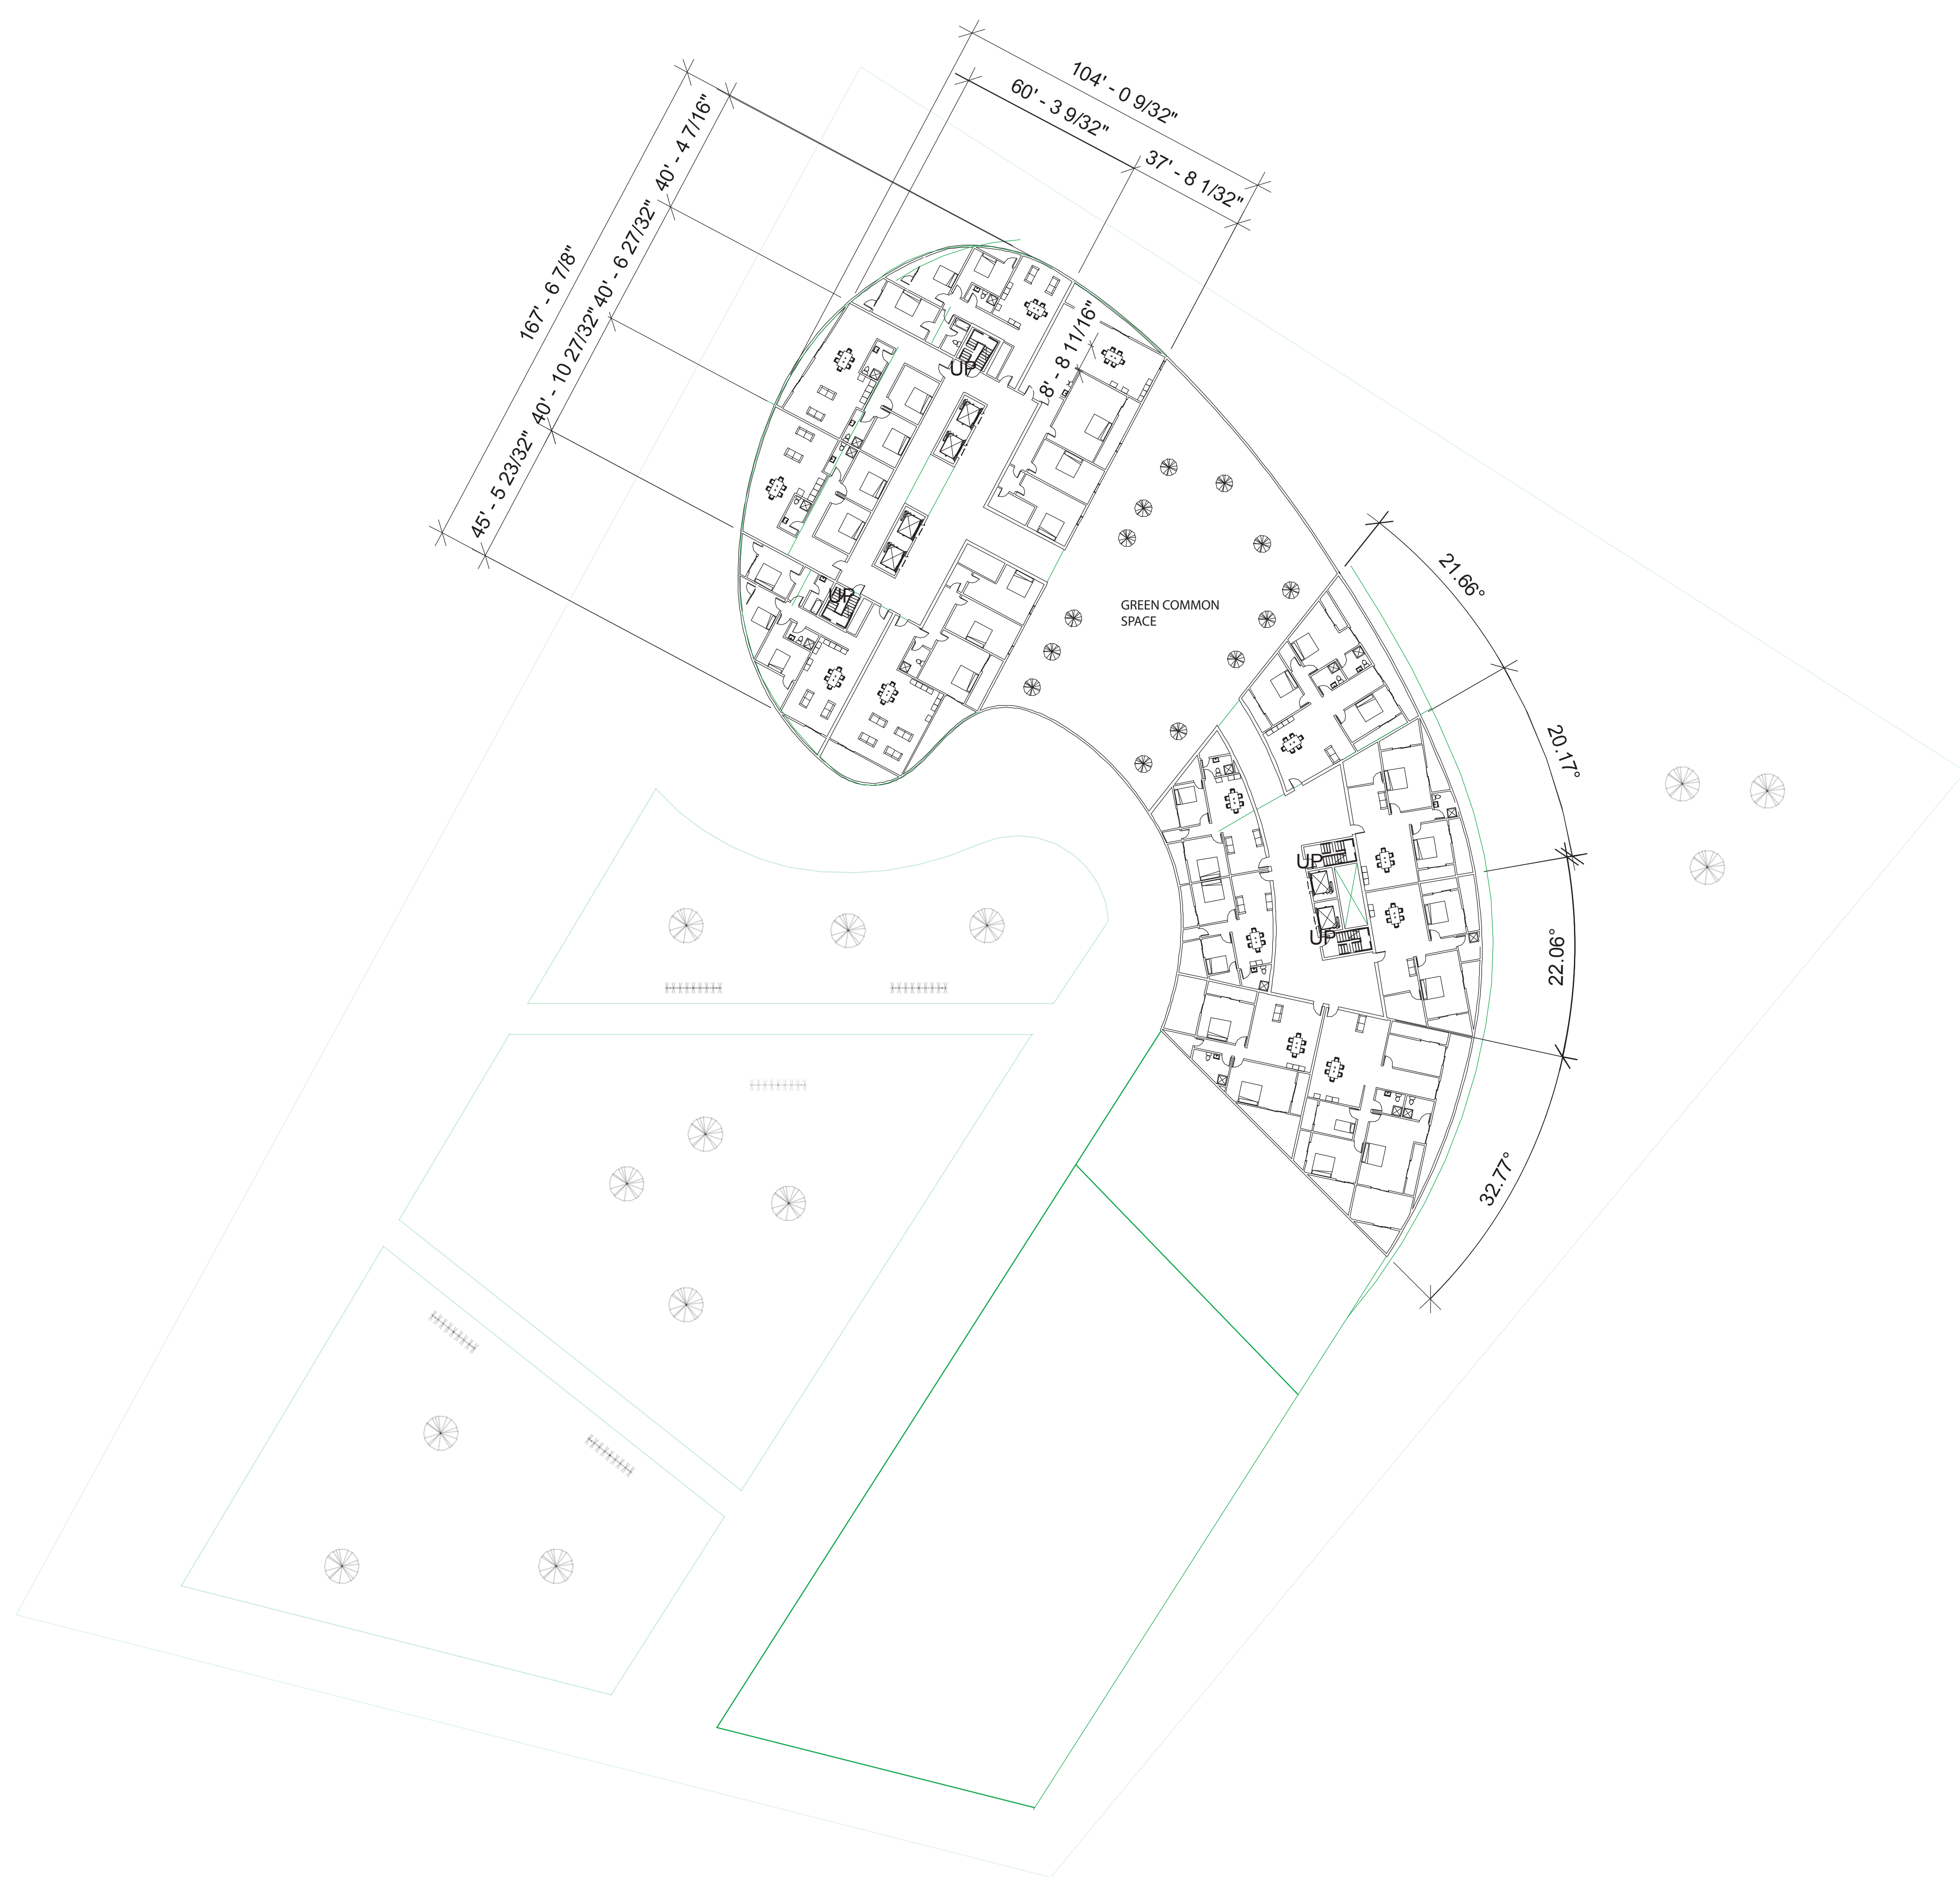 104' - 0 9/32"
60' - 3 9/32"
37' - 8 1/32"
40' - 4 7/16"
40' - 6 27/32"
167' - 6 7/8"
40' - 10 27/32"
45' - 5 23/32"
8' - 8 11/16"
UP
UP
GREEN COMMON
SPACE
21.66°
20.17°
UP
UP
22.06°
32.77°